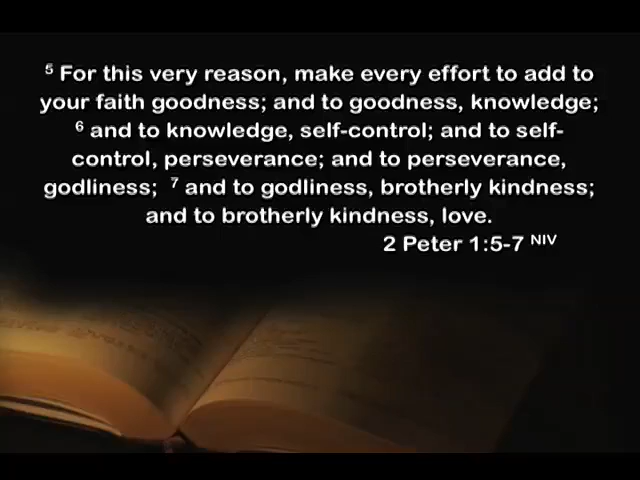 ⁵ For this very reason, make every effort to add to
your faith goodness; and to goodness, knowledge;
⁶ and to knowledge, self-control; and to self-
control, perseverance; and to perseverance,
godliness; ⁷ and to godliness, brotherly kindness;
and to brotherly kindness, love.
2 Peter 1:5-7 NIV